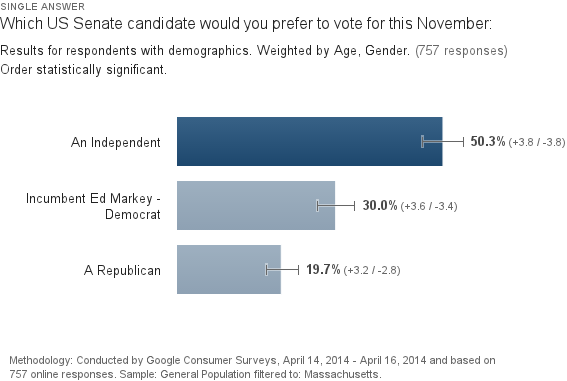 SINGLE ANSWER
Which US Senate candidate would you prefer to vote for this November:
Results for respondents with demographics. Weighted by Age, Gender. (757 responses)
Order statistically significant.
An Independent
50.3% (+3.8 / -3.8)
Incumbent Ed Markey -
Democrat
30.0% (+3.6 / -3.4)
A Republican
19.7% (+3.2 / -2.8)
Methodology: Conducted by Google Consumer Surveys, April 14, 2014 - April 16, 2014 and based on
757 online responses. Sample: General Population filtered to: Massachusetts.